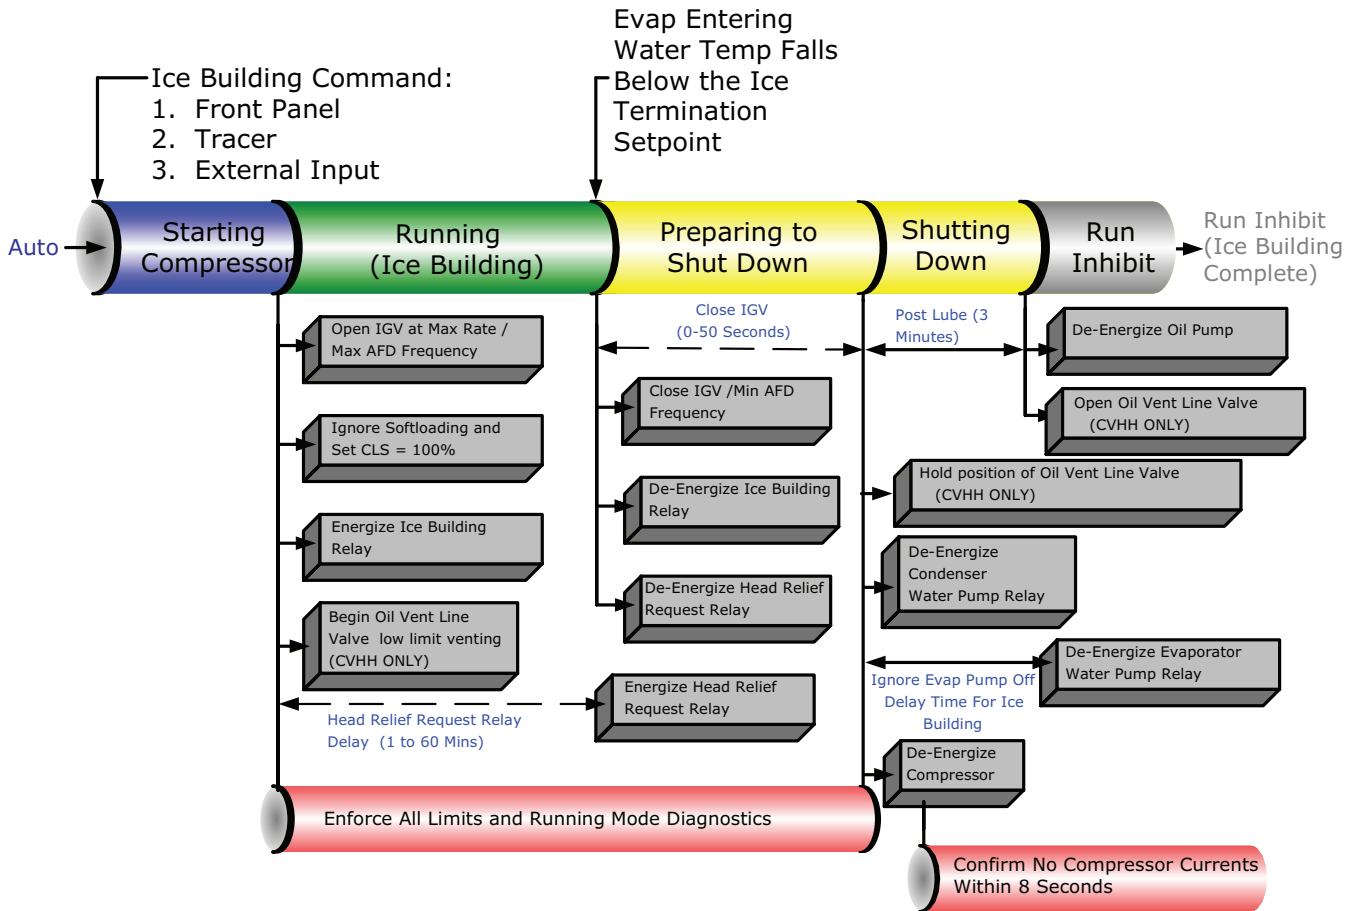 Ice Building Command:
1. Front Panel
2. Tracer
3. External Input
Evap Entering
Water Temp Falls
Below the Ice
Termination
Setpoint
Auto
Starting
Compressor
Running
(Ice Building)
Preparing to
Shut Down
Shutting
Down
Run
Inhibit
Run Inhibit
(Ice Building
Complete)
Open IGV at Max Rate /
Max AFD Frequency
Ignore Softloading and
Set CLS = 100%
Energize Ice Building
Relay
Begin Oil Vent Line
Valve low limit venting
(CVHH ONLY)
Head Relief Request Relay
Delay (1 to 60 Mins)
Close IGV
(0-50 Seconds)
Close IGV /Min AFD
Frequency
De-Energize Ice Building
Relay
De-Energize Head Relief
Request Relay
Energize Head Relief
Request Relay
Post Lube (3
Minutes)
De-Energize Oil Pump
Open Oil Vent Line Valve
(CVHH ONLY)
Hold position of Oil Vent Line Valve
(CVHH ONLY)
De-Energize
Condenser
Water Pump Relay
De-Energize Evaporator
Water Pump Relay
Ignore Evap Pump Off
Delay Time For Ice
Building
De-Energize
Compressor
Enforce All Limits and Running Mode Diagnostics
Confirm No Compressor Currents
Within 8 Seconds